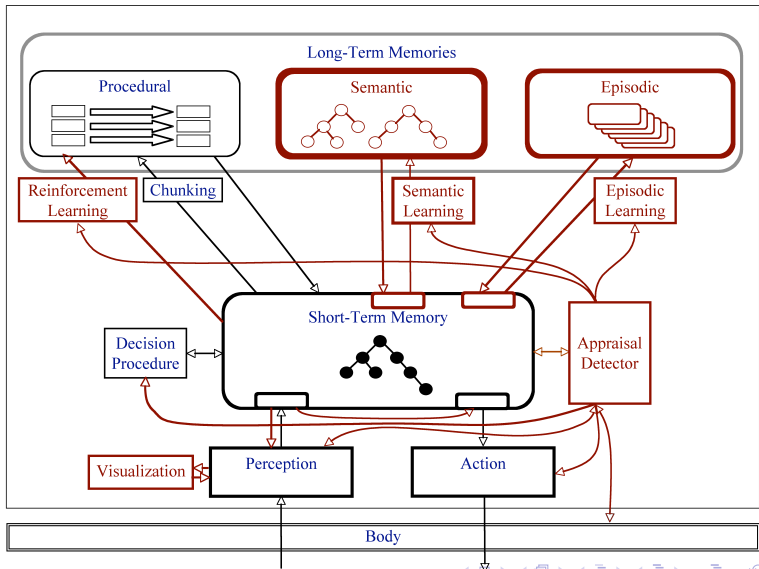 Long-Term Memories
Procedural
Semantic
Episodic
Reinforcement
Learning
Chunking
Semantic
Learning
Episodic
Learning
Short-Term Memory
Decision
Procedure
Appraisal
Detector
Visualization
Perception
Action
Body